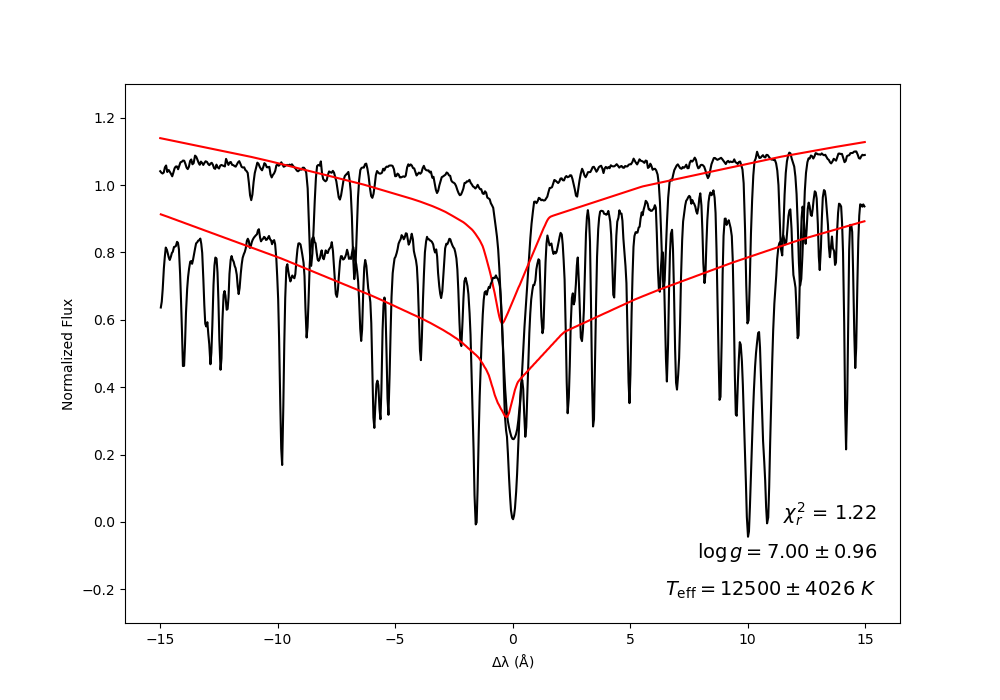 1.2
1.0
0.8
0.6
0.4
0.2
0.0
−0.2
Normalized Flux
χ²ᵣ = 1.22
log g = 7.00 ± 0.96
T_eff = 12500 ± 4026 K
−15 −10 −5 0 5 10 15
Δλ (Å)